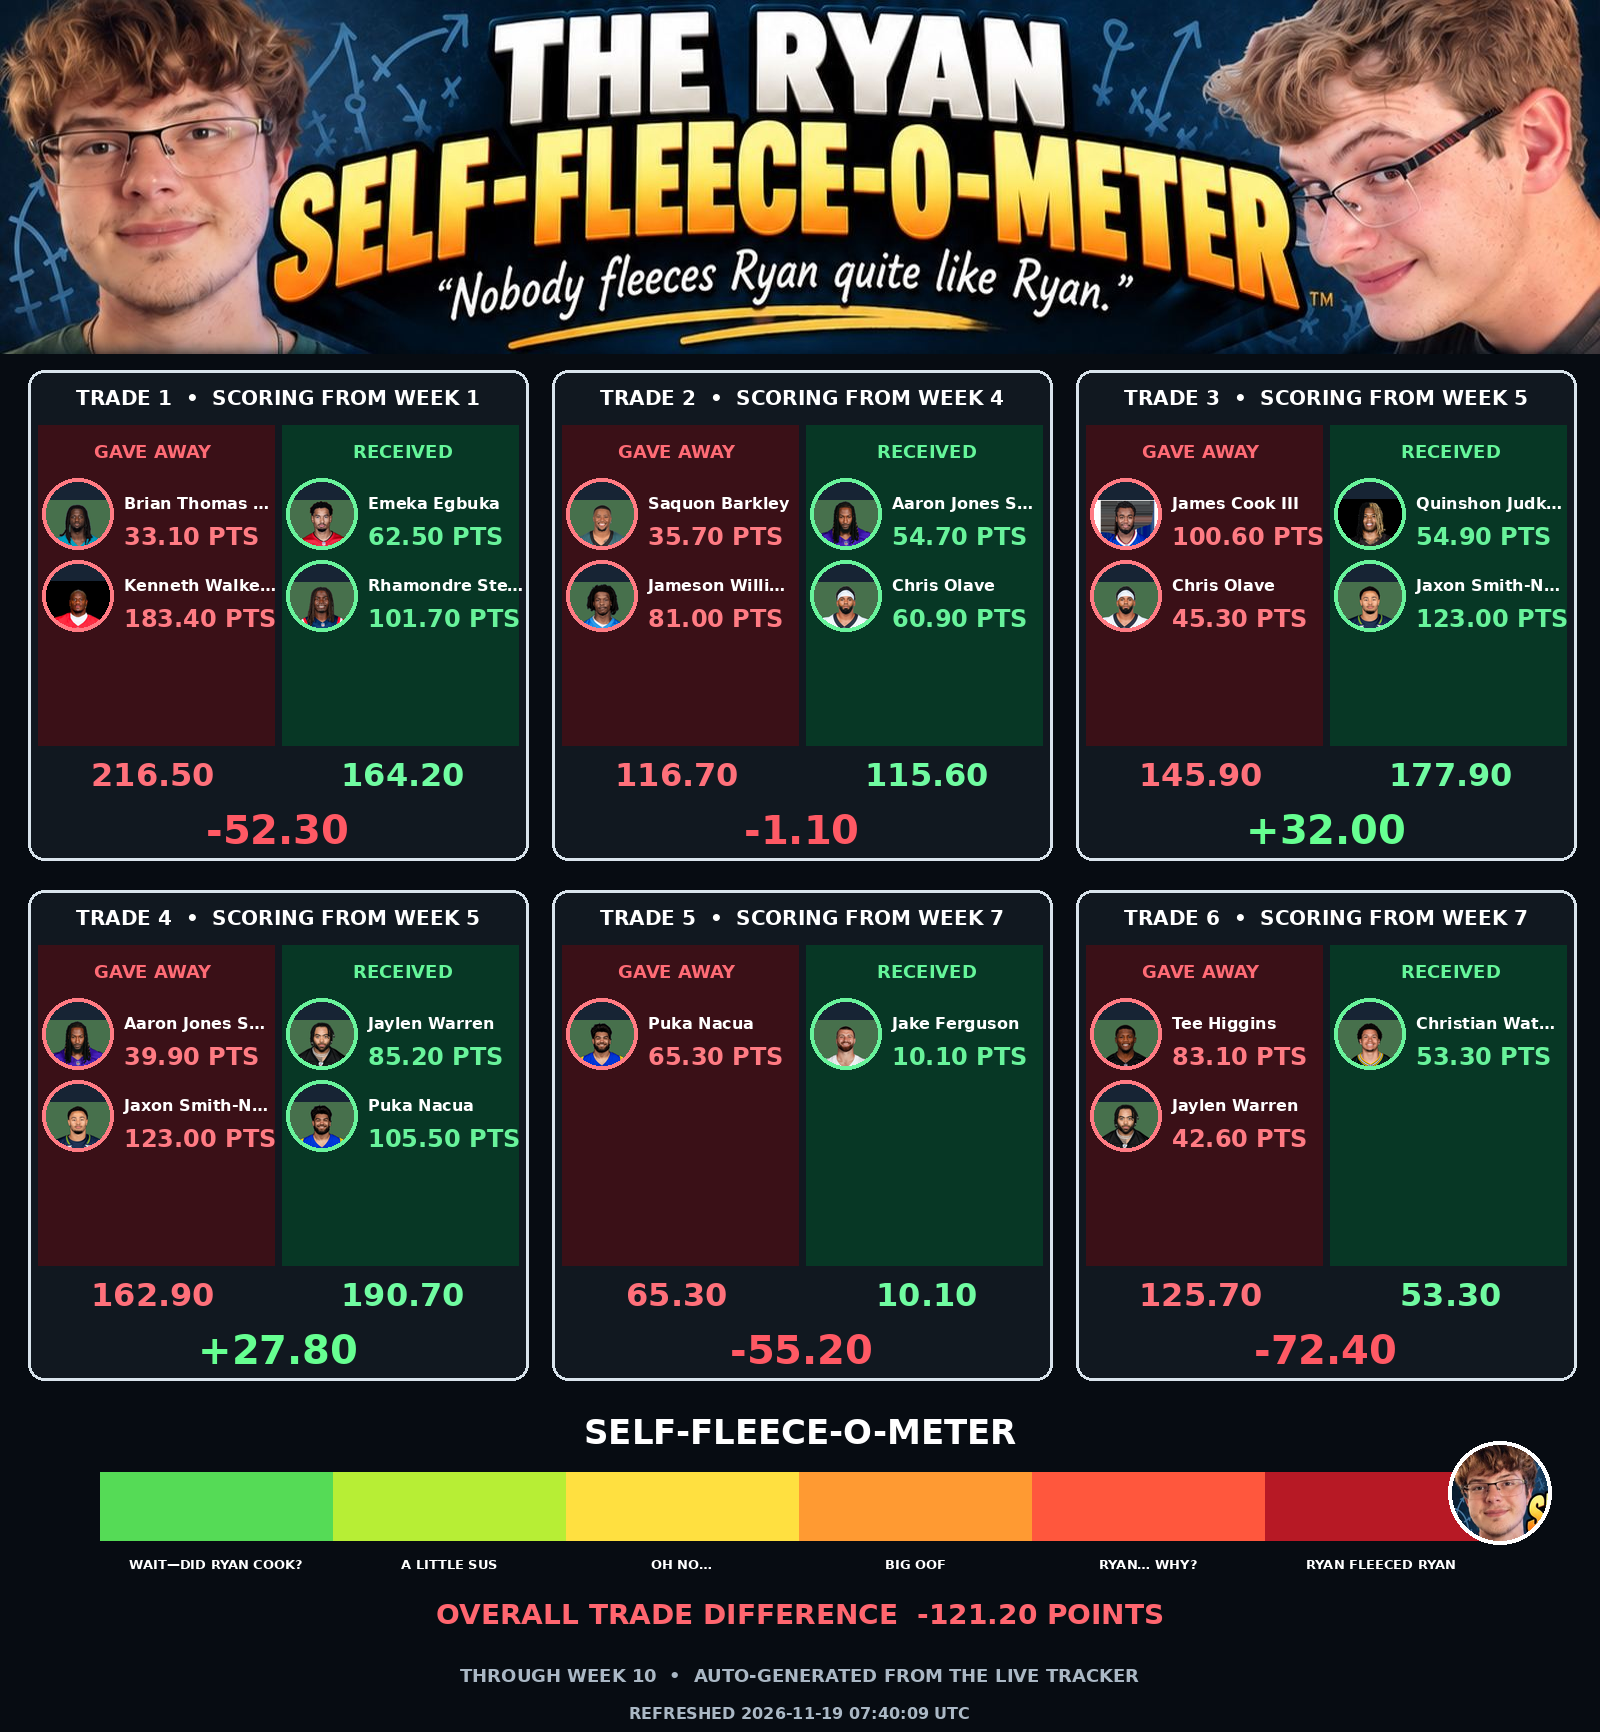 THE RYAN
SELF-FLEECE-O-METER
TM
“Nobody fleeces Ryan quite like Ryan.”
TRADE 1 • SCORING FROM WEEK 1
GAVE AWAY
Brian Thomas ...
33.10 PTS
Kenneth Walke...
183.40 PTS
RECEIVED
Emeka Egbuka
62.50 PTS
Rhamondre Ste...
101.70 PTS
216.50
164.20
-52.30
TRADE 2 • SCORING FROM WEEK 4
GAVE AWAY
Saquon Barkley
35.70 PTS
Jameson Willi...
81.00 PTS
RECEIVED
Aaron Jones S...
54.70 PTS
Chris Olave
60.90 PTS
116.70
115.60
-1.10
TRADE 3 • SCORING FROM WEEK 5
GAVE AWAY
James Cook III
100.60 PTS
Chris Olave
45.30 PTS
RECEIVED
Quinshon Judk...
54.90 PTS
Jaxon Smith-N...
123.00 PTS
145.90
177.90
+32.00
TRADE 4 • SCORING FROM WEEK 5
GAVE AWAY
Aaron Jones S...
39.90 PTS
Jaxon Smith-N...
123.00 PTS
RECEIVED
Jaylen Warren
85.20 PTS
Puka Nacua
105.50 PTS
162.90
190.70
+27.80
TRADE 5 • SCORING FROM WEEK 7
GAVE AWAY
Puka Nacua
65.30 PTS
RECEIVED
Jake Ferguson
10.10 PTS
65.30
10.10
-55.20
TRADE 6 • SCORING FROM WEEK 7
GAVE AWAY
Tee Higgins
83.10 PTS
Jaylen Warren
42.60 PTS
RECEIVED
Christian Wat...
53.30 PTS
125.70
53.30
-72.40
SELF-FLEECE-O-METER
WAIT—DID RYAN COOK?
A LITTLE SUS
OH NO...
BIG OOF
RYAN... WHY?
RYAN FLEECED RYAN
OVERALL TRADE DIFFERENCE -121.20 POINTS
THROUGH WEEK 10 • AUTO-GENERATED FROM THE LIVE TRACKER
REFRESHED 2026-11-19 07:40:09 UTC